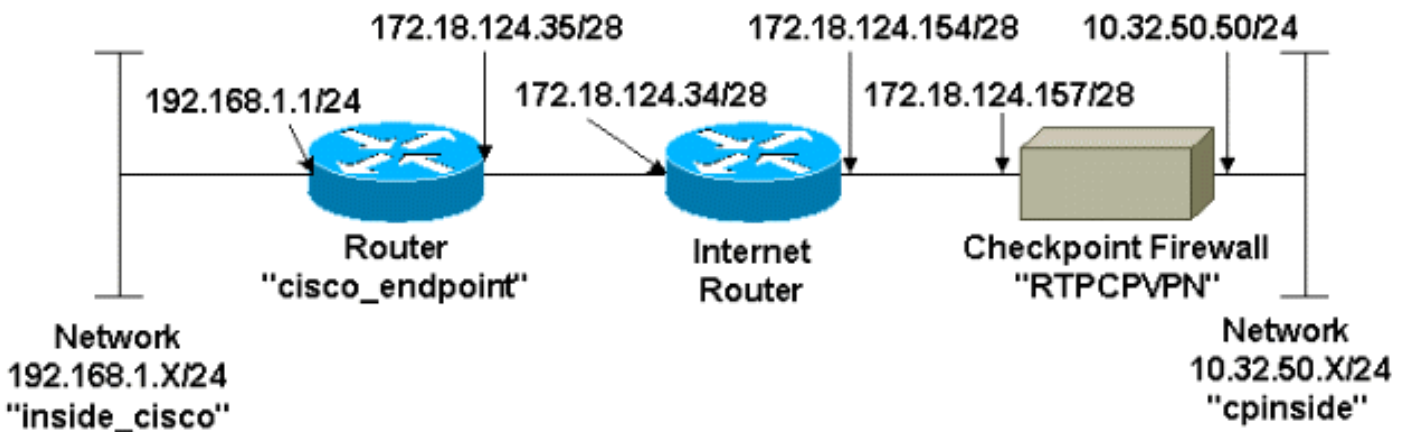 172.18.124.35/28
172.18.124.154/28
10.32.50.50/24
192.168.1.1/24
172.18.124.34/28
172.18.124.157/28
Router
"cisco_endpoint"
Internet
Router
Checkpoint Firewall
"RTPCPVPN"
Network
192.168.1.X/24
"inside_cisco"
Network
10.32.50.X/24
"cpinside"